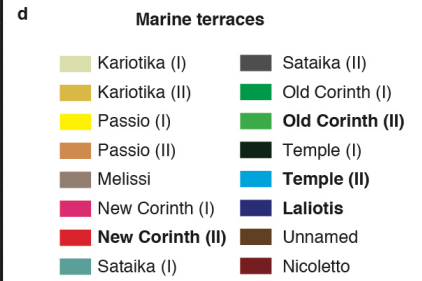 d
Marine terraces
Kariotika (I)
Kariotika (II)
Passio (I)
Passio (II)
Melissi
New Corinth (I)
New Corinth (II)
Sataika (I)
Sataika (II)
Old Corinth (I)
Old Corinth (II)
Temple (I)
Temple (II)
Laliotis
Unnamed
Nicoletto